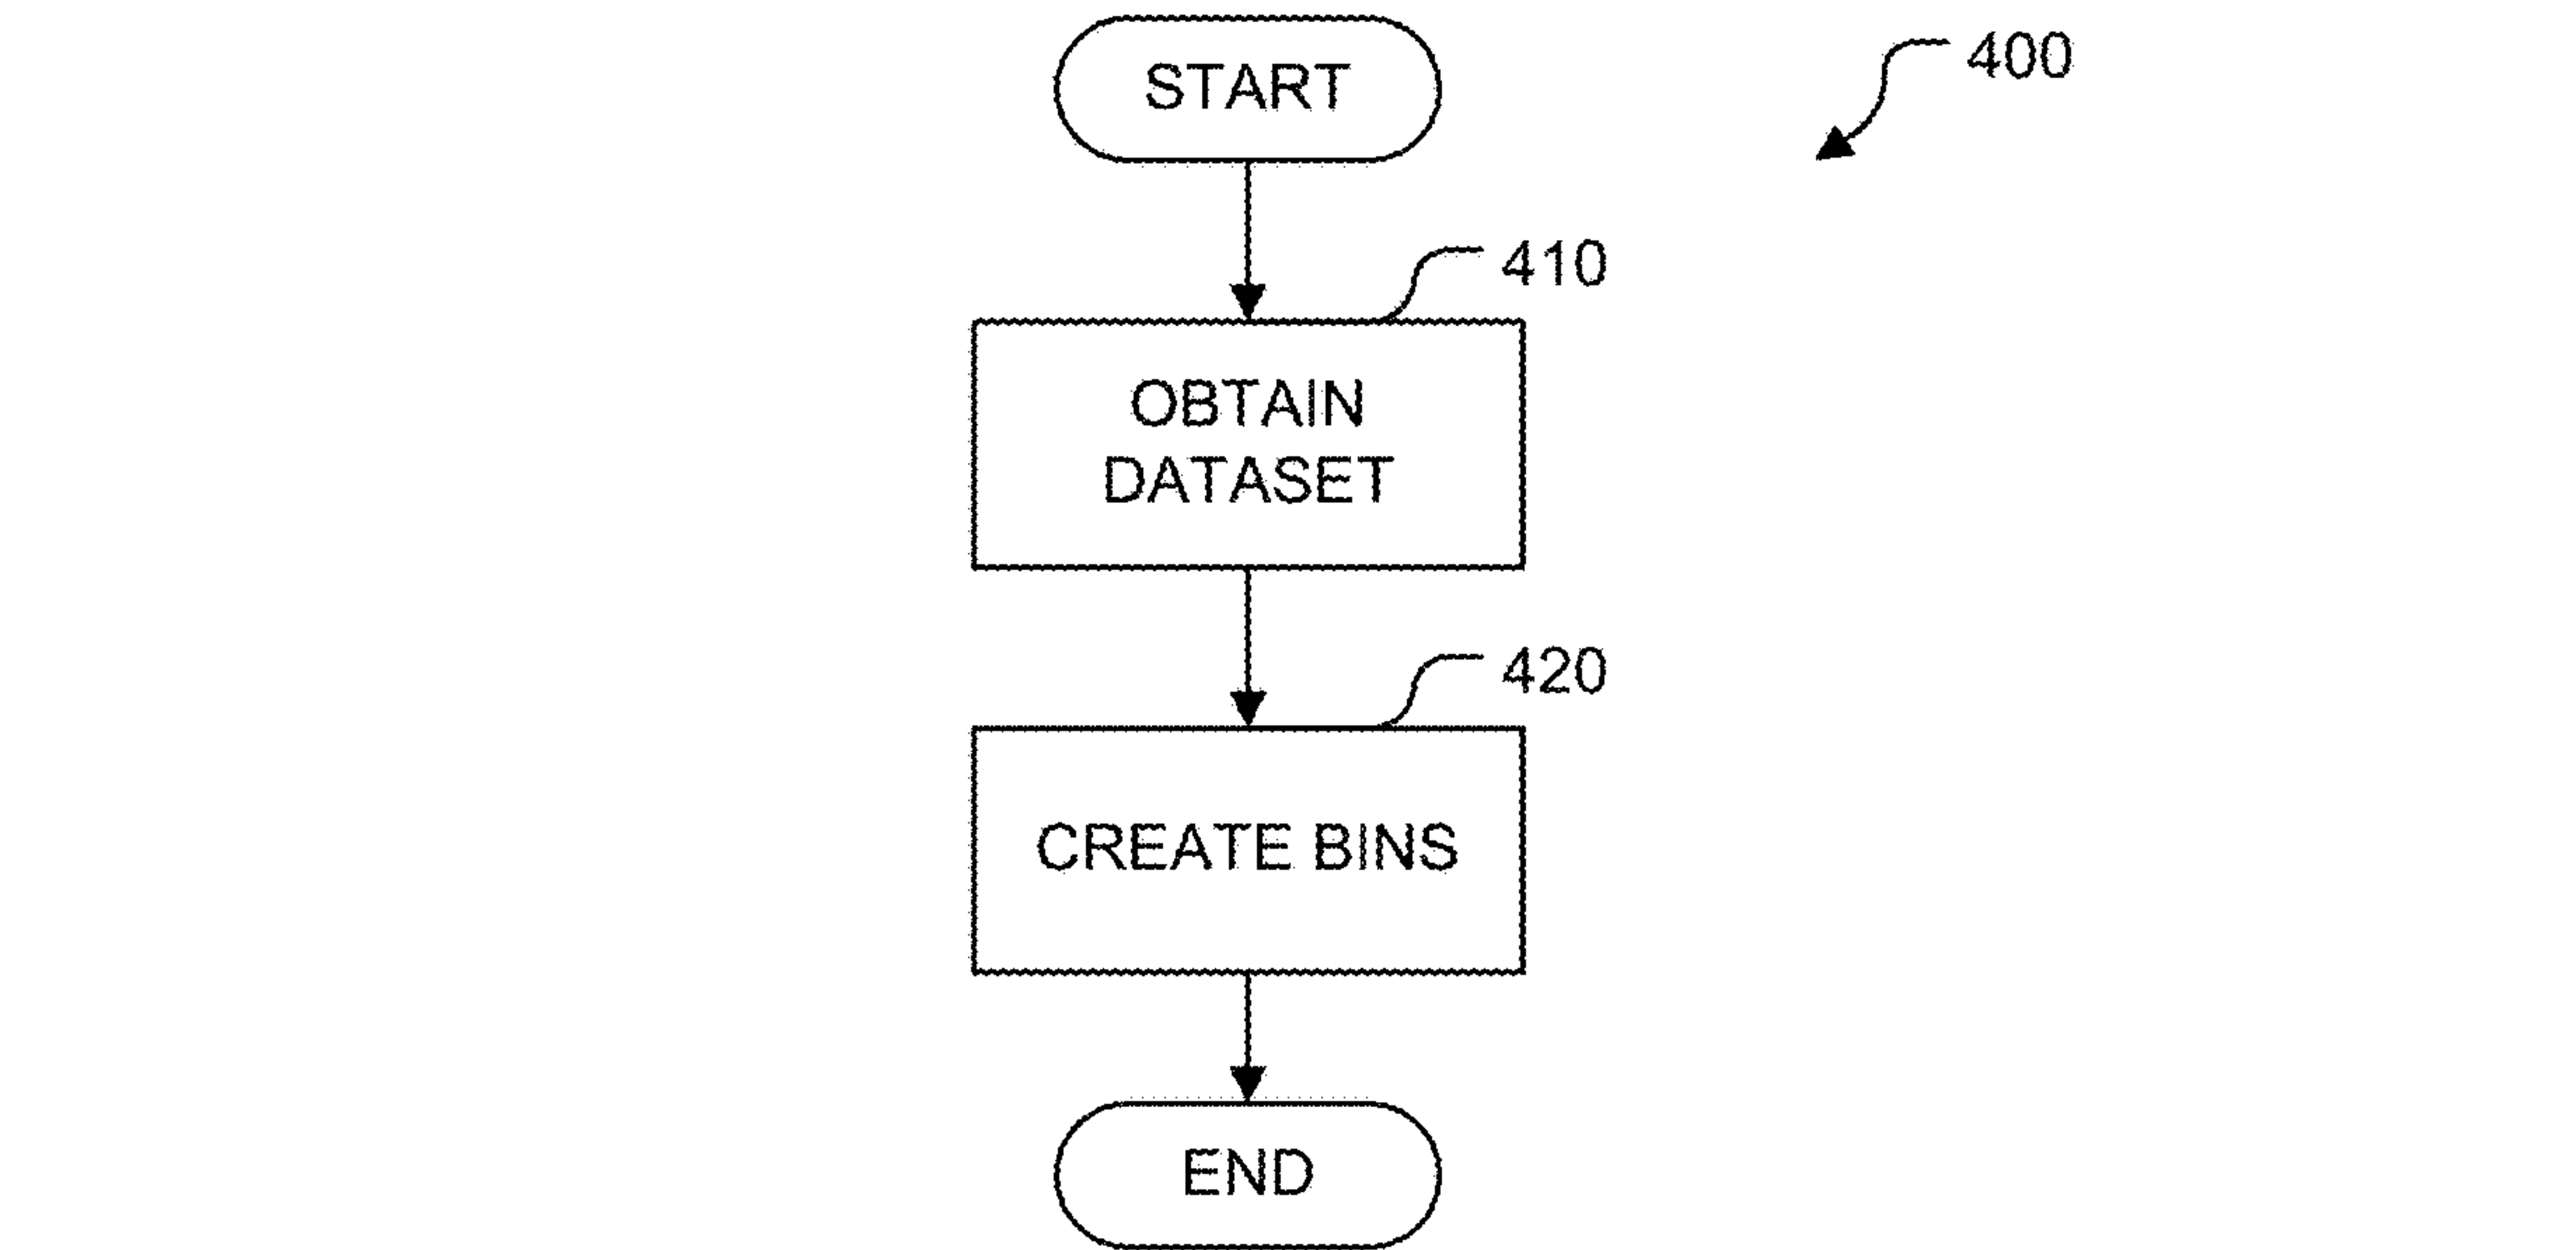 START
400
410
OBTAIN
DATASET
420
CREATE BINS
END